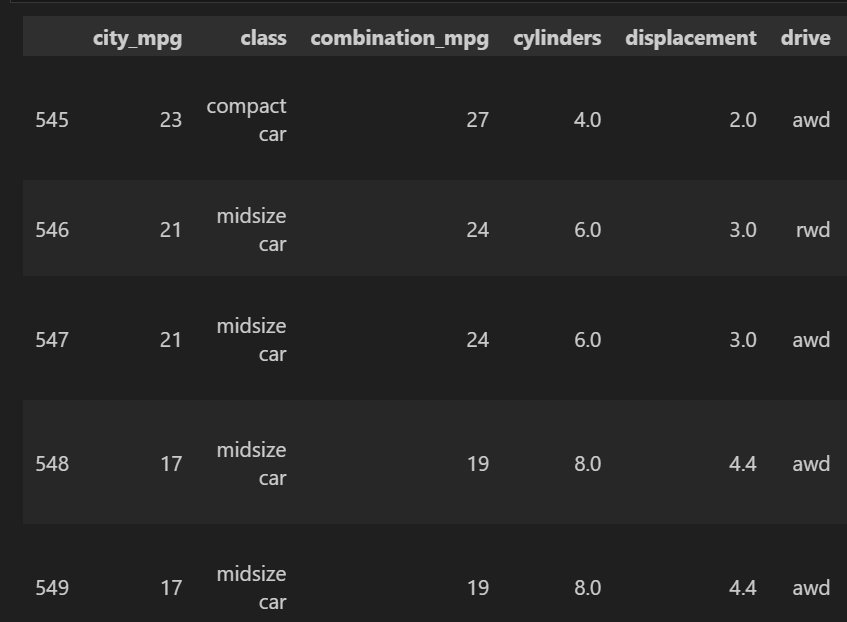 city_mpg class combination_mpg cylinders displacement drive
545 23 compact car 27 4.0 2.0 awd
546 21 midsize car 24 6.0 3.0 rwd
547 21 midsize car 24 6.0 3.0 awd
548 17 midsize car 19 8.0 4.4 awd
549 17 midsize car 19 8.0 4.4 awd